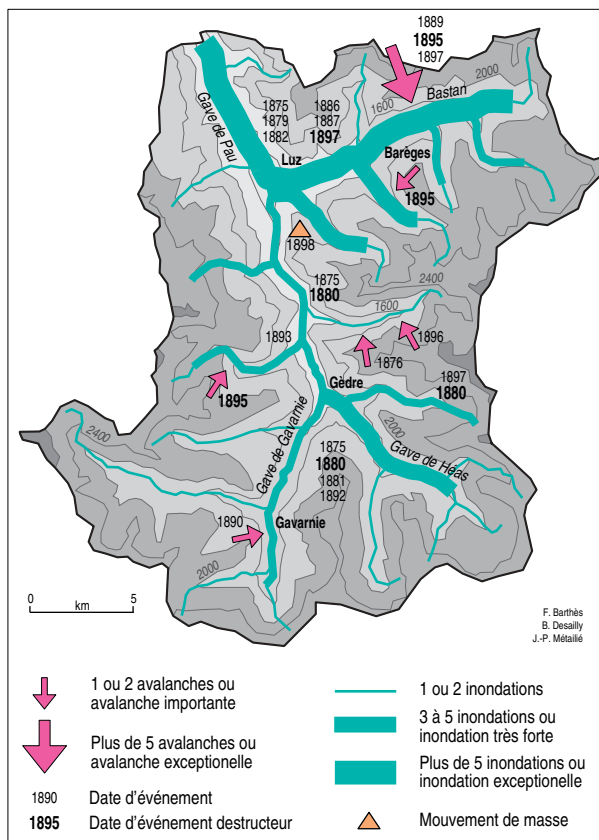 1889
1895
1897
2000
1600
Bastan
Gave de Pau
1875
1879
1882
1886
1887
1897
Luz
Barèges
1895
1898
1875
1880
2400
1600
1893
1896
1876
1895
Gèdre
1897
1880
2400
Gave de Gavarnie
2000
Gave de Héas
1875
1880
1881
1892
1890
Gavarnie
2000
0 5
km
F. Barthès
B. Desailly
J.-P. Métailié
1 ou 2 avalanches ou
avalanche importante
Plus de 5 avalanches ou
avalanche exceptionelle
1890 Date d'événement
1895 Date d'événement destructeur
1 ou 2 inondations
3 à 5 inondations ou
inondation très forte
Plus de 5 inondations ou
inondation exceptionelle
Mouvement de masse